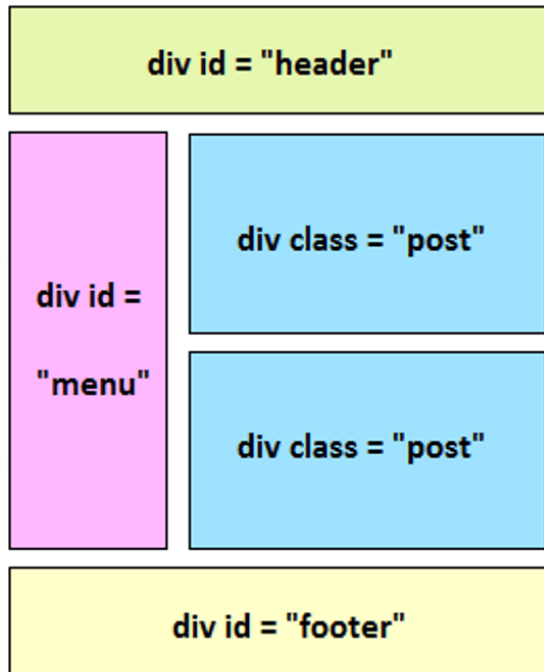 div id = "header"
div id =
"menu"
div class = "post"
div class = "post"
div id = "footer"